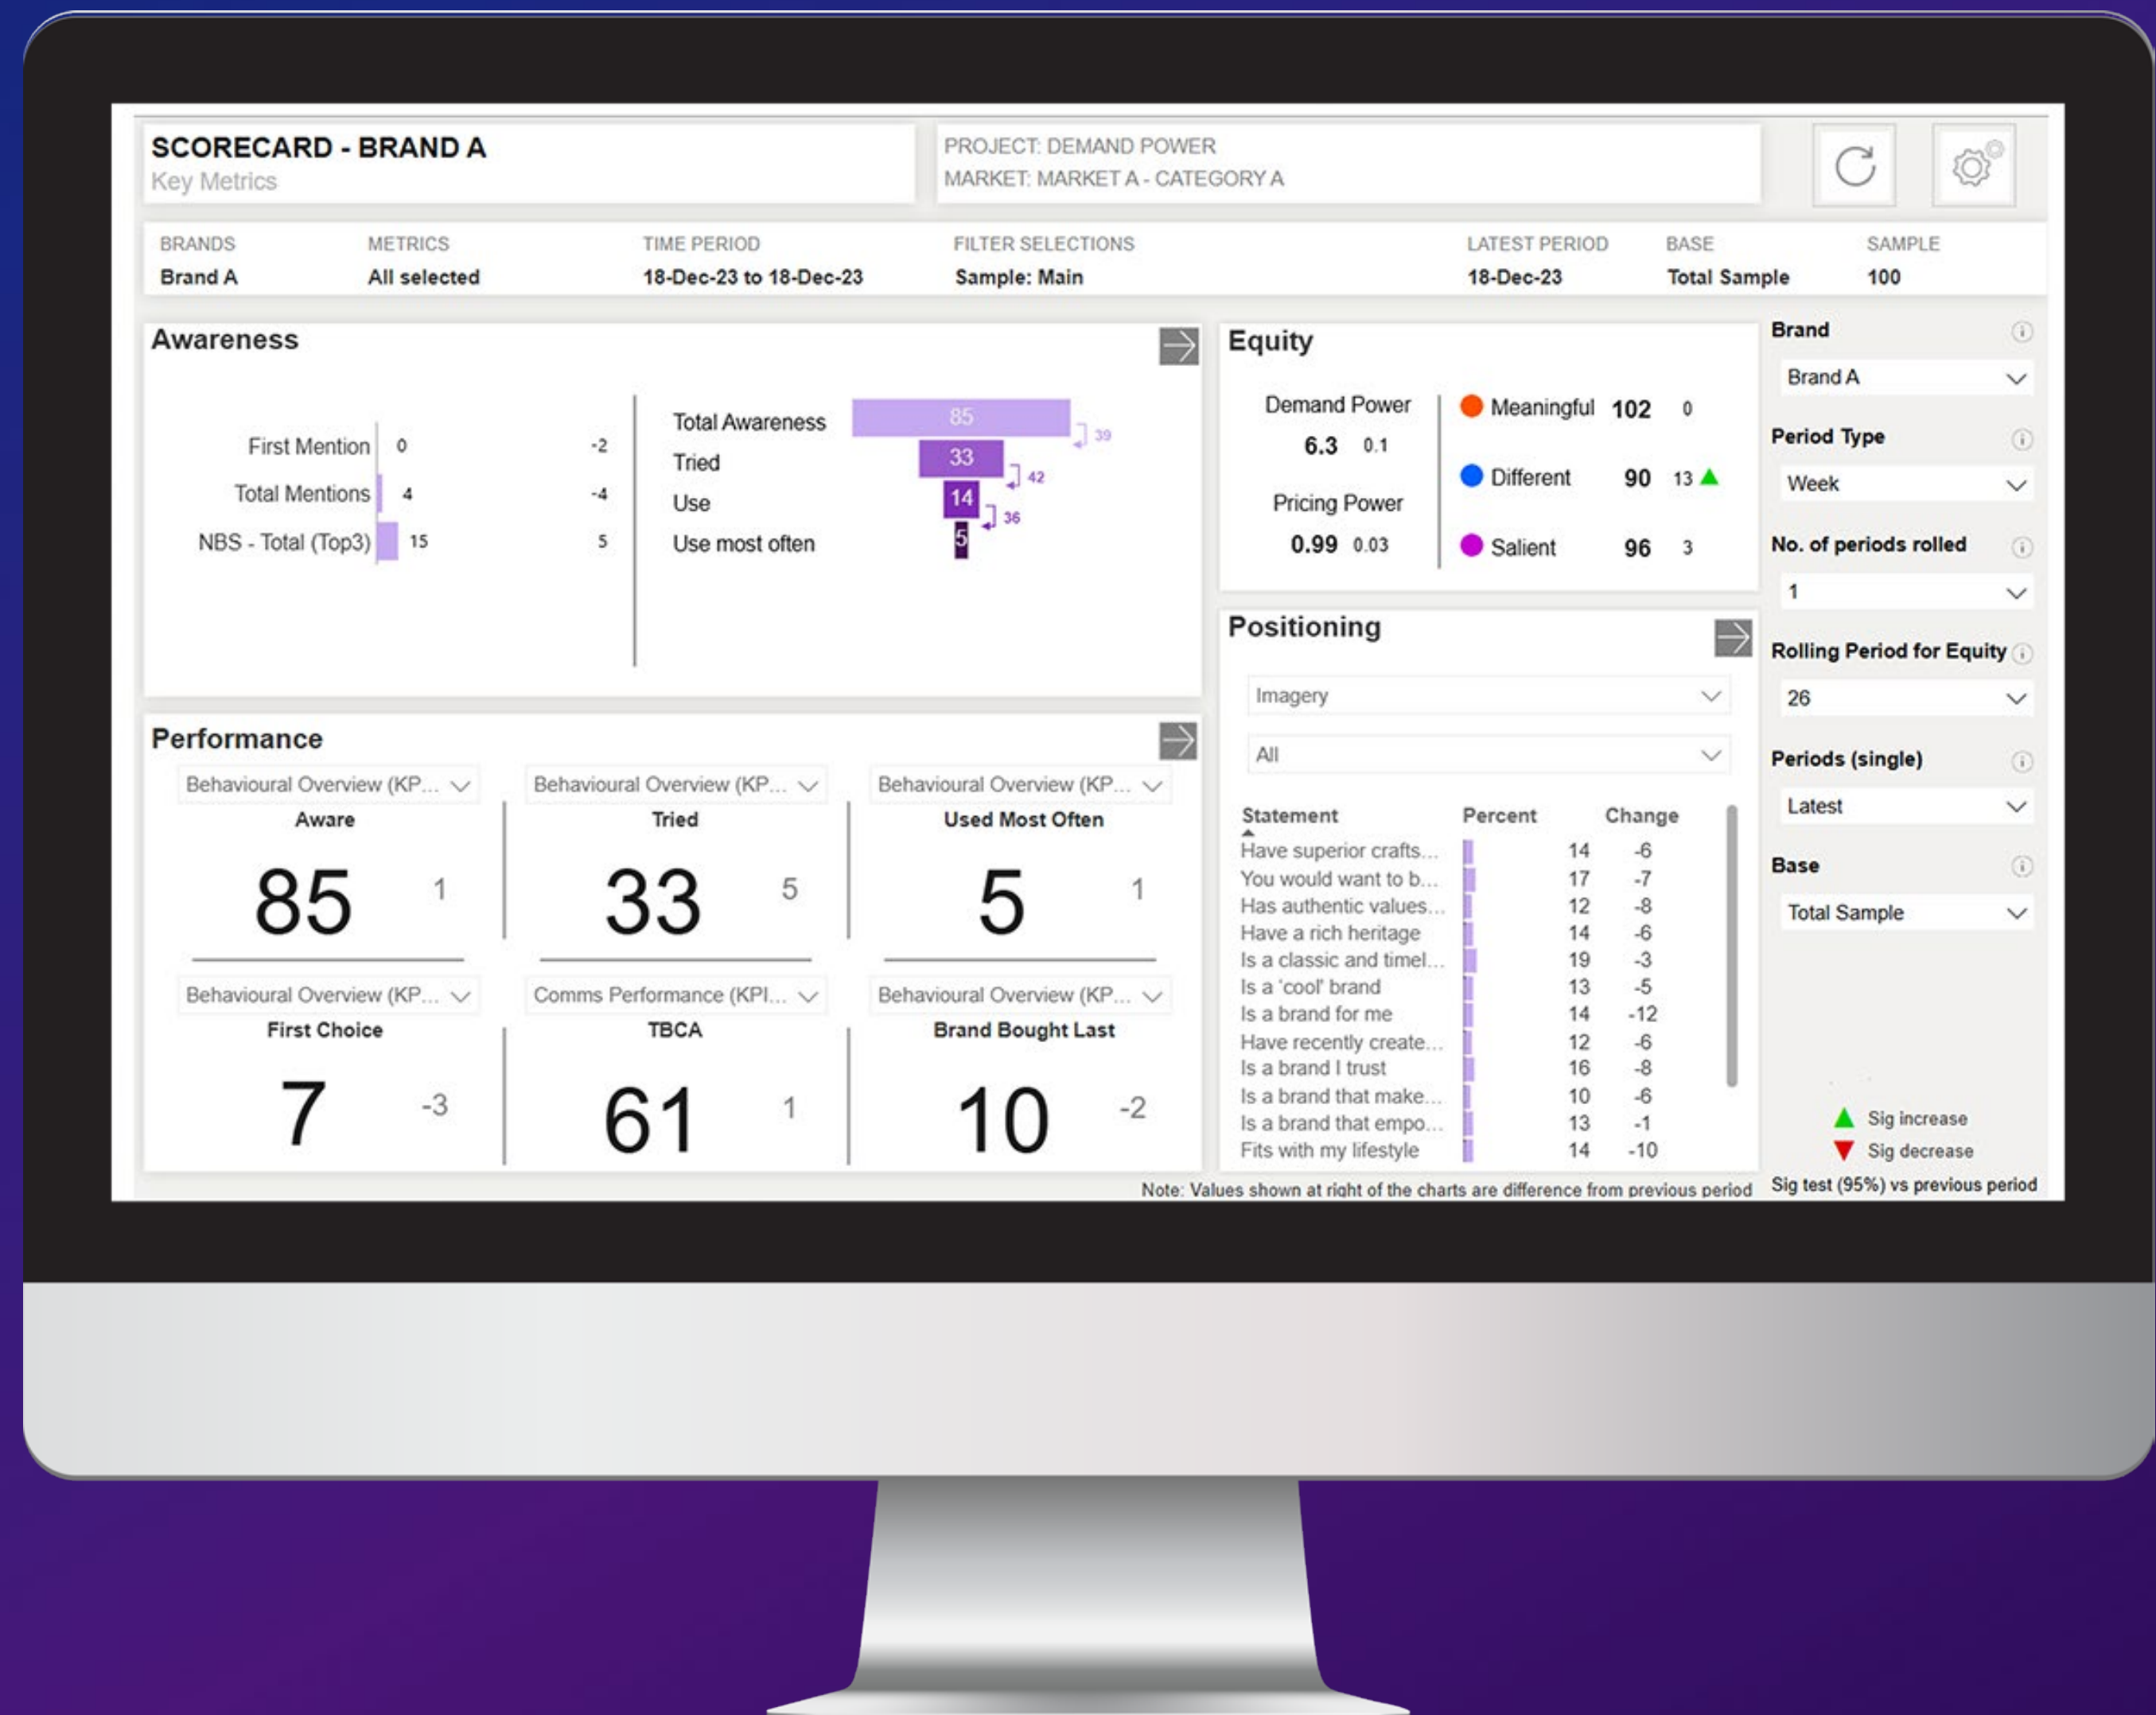 SCORECARD - BRAND A
Key Metrics
PROJECT: DEMAND POWER
MARKET: MARKET A - CATEGORY A
BRANDS METRICS TIME PERIOD FILTER SELECTIONS LATEST PERIOD BASE SAMPLE
Brand A All selected 18-Dec-23 to 18-Dec-23 Sample: Main 18-Dec-23 Total Sample 100
Awareness
First Mention 0 -2
Total Mentions 4 -4
NBS - Total (Top3) 15 5
Total Awareness 85
39
Tried 33
42
Use 14
36
Use most often 5
Equity
Demand Power
6.3 0.1
Pricing Power
0.99 0.03
Meaningful 102 0
Different 90 13
Salient 96 3
Performance
Behavioural Overview (KP... Behavioural Overview (KP... Behavioural Overview (KP...
Aware Tried Used Most Often
85 1 33 5 5 1
Behavioural Overview (KP... Comms Performance (KPI... Behavioural Overview (KP...
First Choice TBCA Brand Bought Last
7 -3 61 1 10 -2
Positioning
Imagery
All
Statement Percent Change
Have superior crafts... 14 -6
You would want to b... 17 -7
Has authentic values... 12 -8
Have a rich heritage 14 -6
Is a classic and timel... 19 -3
Is a 'cool' brand 13 -5
Is a brand for me 14 -12
Have recently create... 12 -6
Is a brand I trust 16 -8
Is a brand that make... 10 -6
Is a brand that empo... 13 -1
Fits with my lifestyle 14 -10
Note: Values shown at right of the charts are difference from previous period
Brand
Brand A
Period Type
Week
No. of periods rolled
1
Rolling Period for Equity
26
Periods (single)
Latest
Base
Total Sample
Sig increase
Sig decrease
Sig test (95%) vs previous period